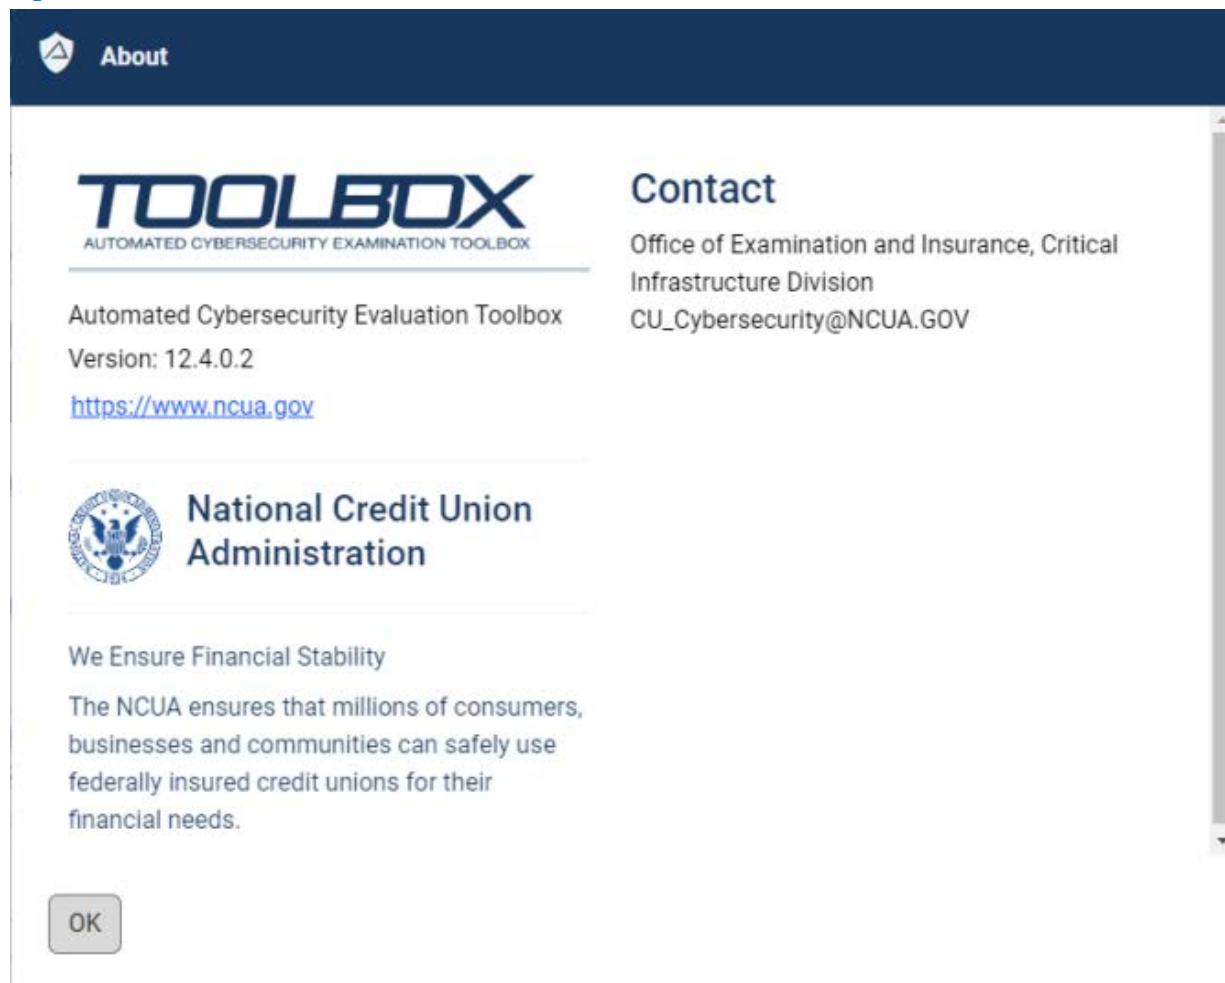 About
TOOLBOX
AUTOMATED CYBERSECURITY EXAMINATION TOOLBOX
Automated Cybersecurity Evaluation Toolbox
Version: 12.4.0.2
https://www.ncua.gov
National Credit Union
Administration
We Ensure Financial Stability
The NCUA ensures that millions of consumers,
businesses and communities can safely use
federally insured credit unions for their
financial needs.
Contact
Office of Examination and Insurance, Critical
Infrastructure Division
CU_Cybersecurity@NCUA.GOV
OK